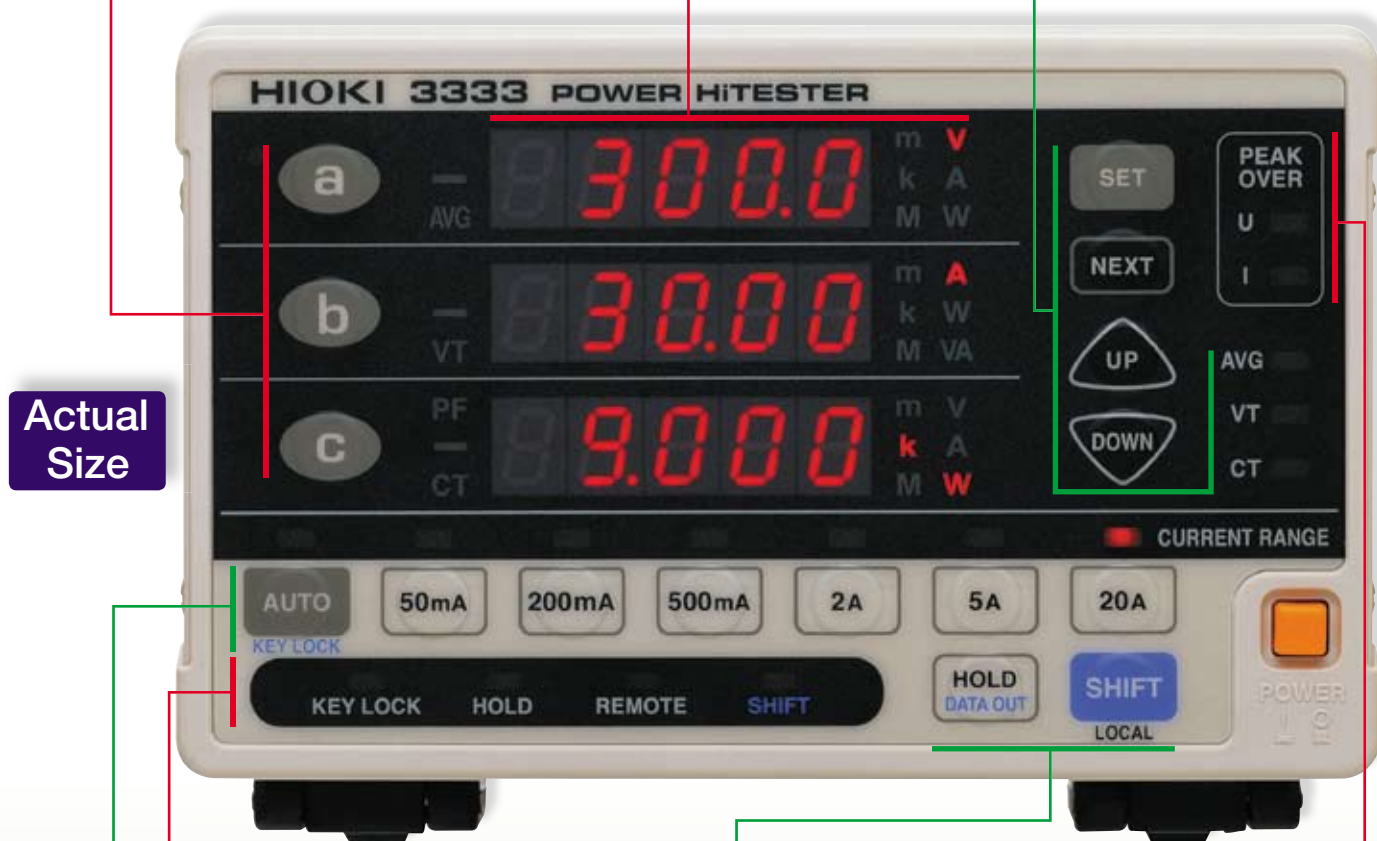 HIOKI 3333 POWER HiTESTER
a
AVG
300.0
m V
k A
M W
b
VT
30.00
m A
k W
M VA
c
PF
CT
9.000
m V
k A
M W
SET
NEXT
UP
DOWN
PEAK
OVER
U
I
AVG
VT
CT
CURRENT RANGE
Actual
Size
AUTO
KEY LOCK
50mA
200mA
500mA
2A
5A
20A
KEY LOCK HOLD REMOTE SHIFT
HOLD
DATA OUT
SHIFT
LOCAL
POWER